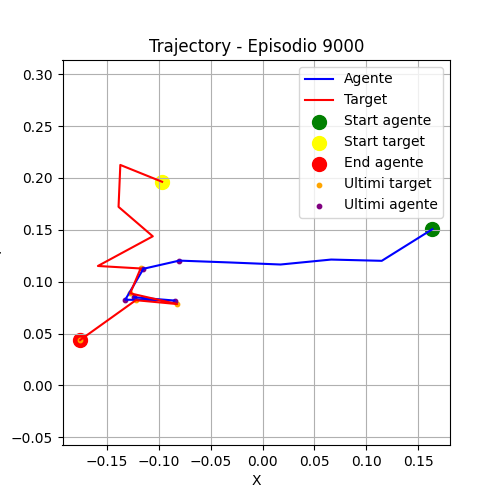 Trajectory - Episodio 9000
Agente
Target
Start agente
Start target
End agente
Ultimi target
Ultimi agente
0.30
0.25
0.20
0.15
0.10
0.05
0.00
−0.05
−0.15
−0.10
−0.05
0.00
0.05
0.10
0.15
X